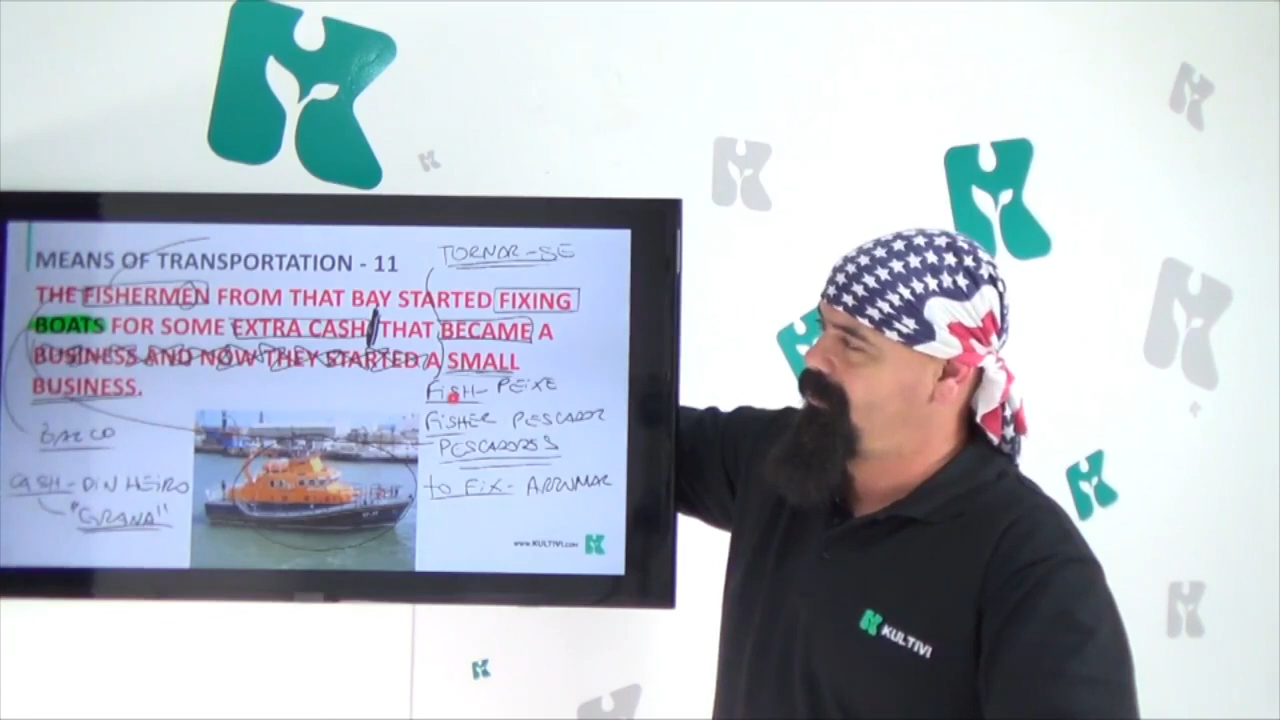 MEANS OF TRANSPORTATION - 11
TORNAR-SE
THE FISHERMEN FROM THAT BAY STARTED FIXING
BOATS FOR SOME EXTRA CASH THAT BECAME A
BUSINESS AND NOW THEY STARTED A SMALL
BUSINESS.
FISH - PEIXE
FISHER PESCADOR
BARCO
PESCADORES
CASH - DINHEIRO
to FIX - ARRUMAR
"GRANA"
www.KULTIVI.com
KULTIVI